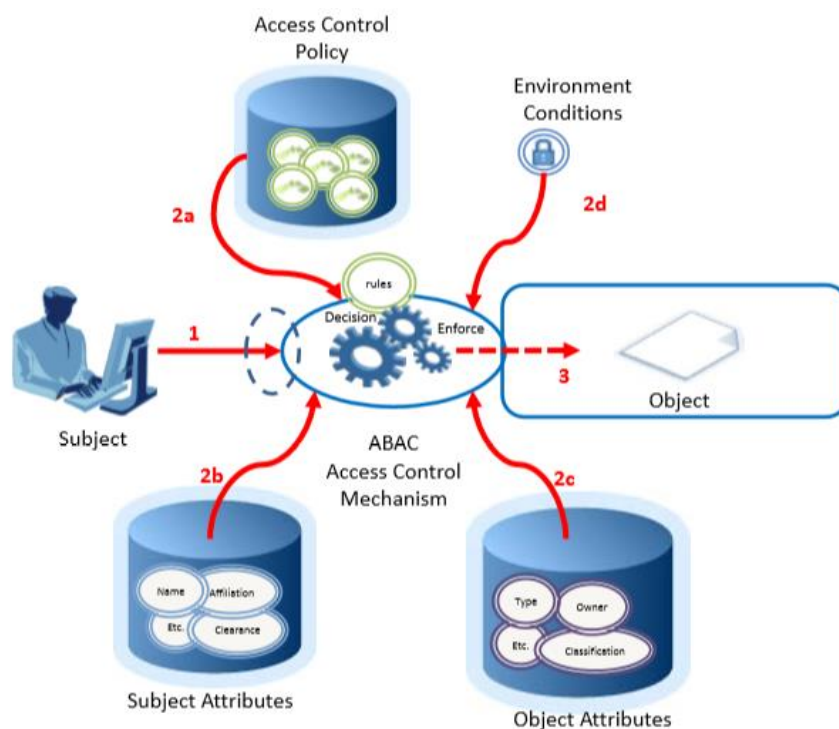 Access Control
Policy
Environment
Conditions
2a
2d
rules
Decision
Enforce
1
3
Subject
Object
ABAC
Access Control
Mechanism
2b
2c
Name
Affiliation
Etc.
Clearance
Type
Owner
Etc.
Classification
Subject Attributes
Object Attributes